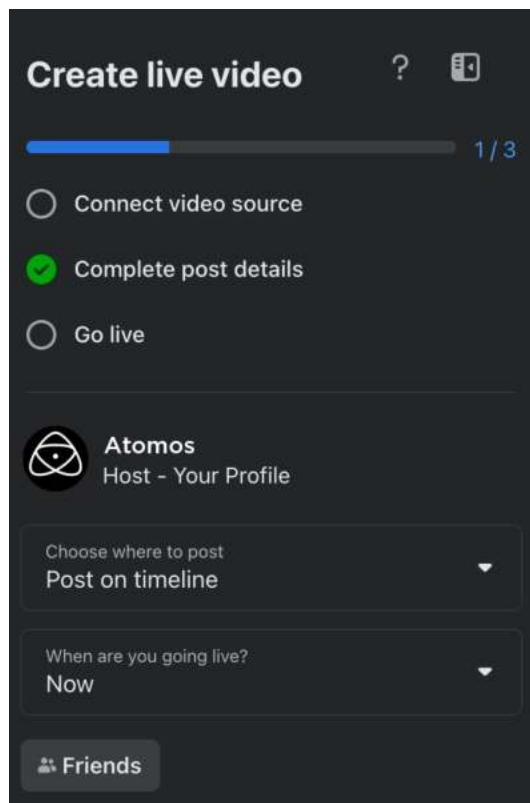 Create live video
?
1 / 3
Connect video source
Complete post details
Go live
Atomos
Host - Your Profile
Choose where to post
Post on timeline
When are you going live?
Now
Friends